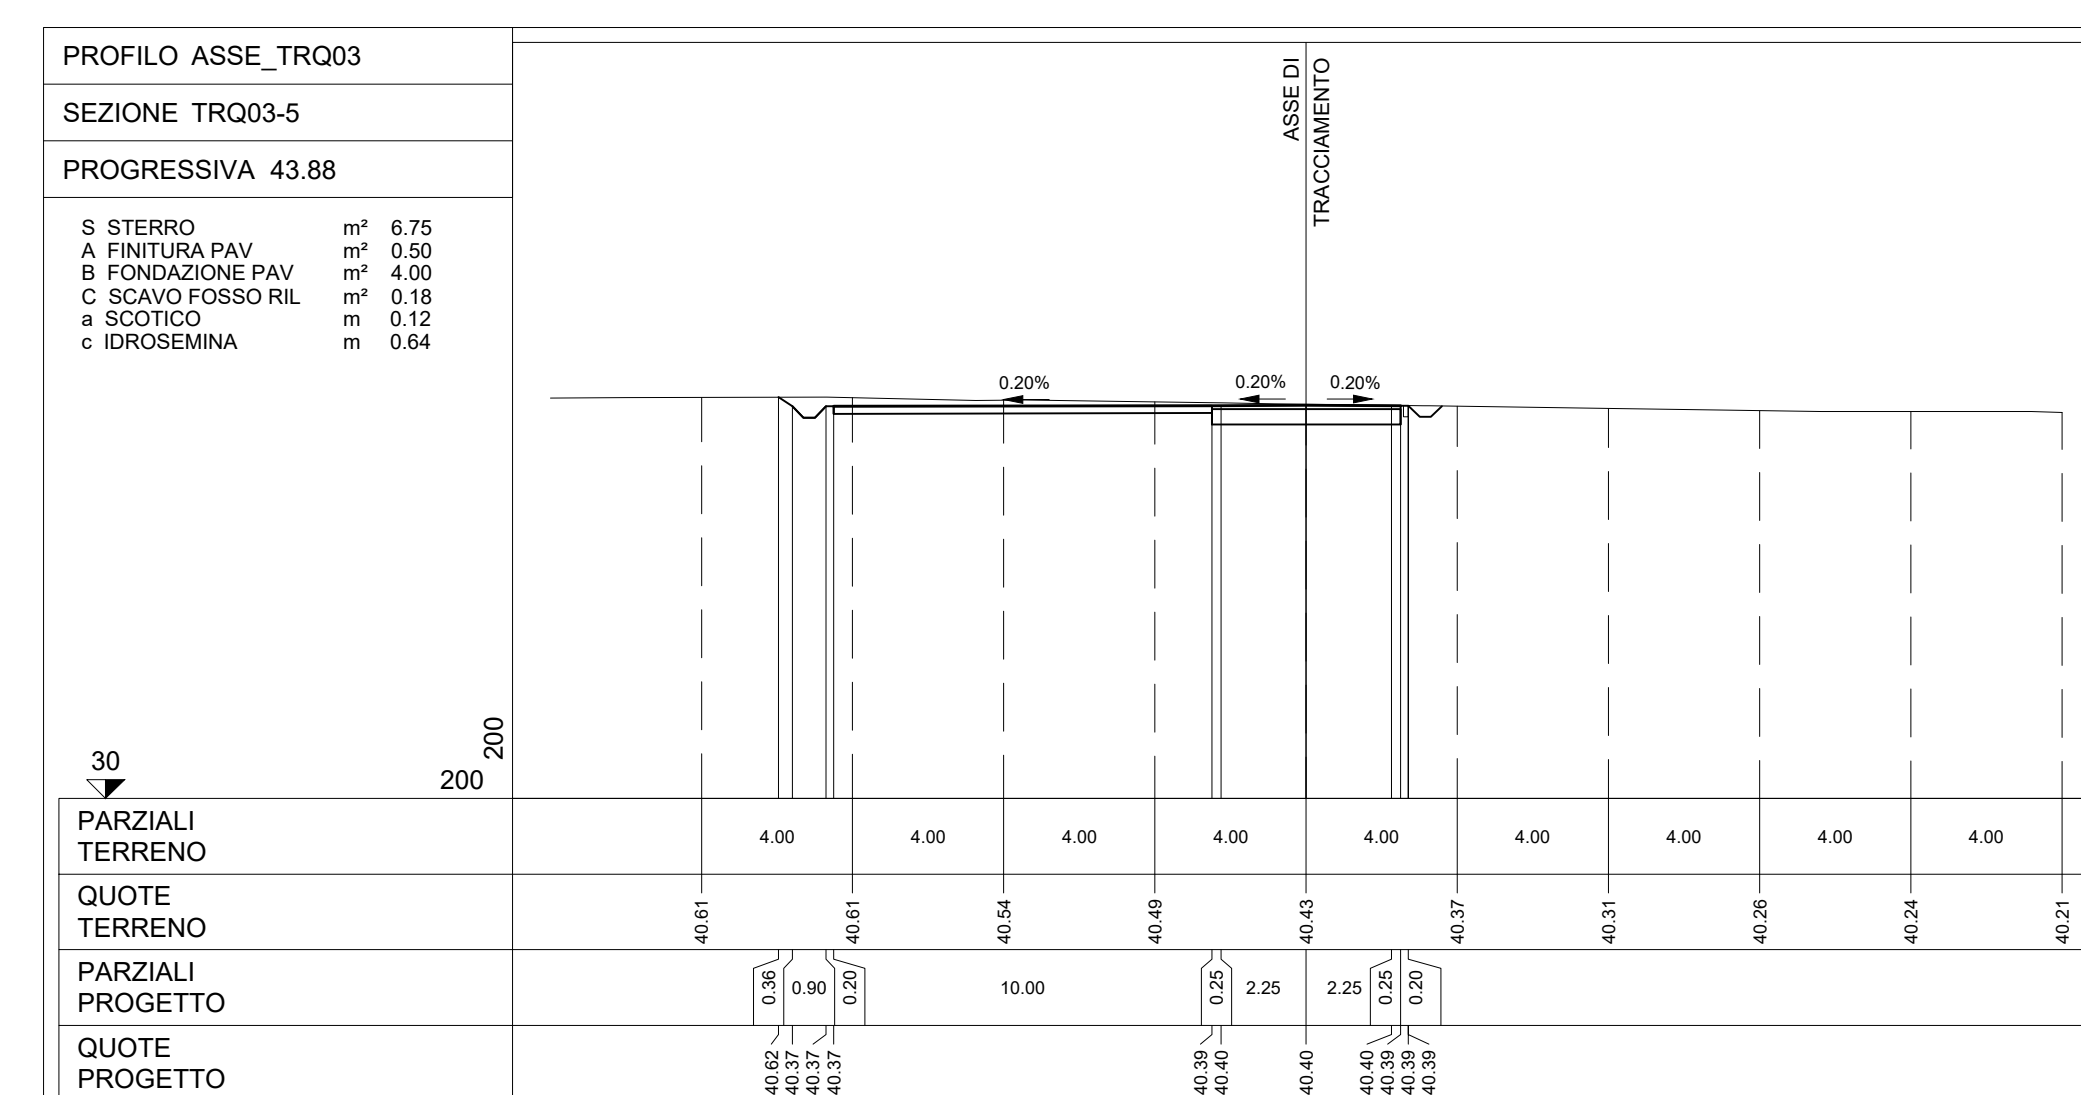 PROFILO ASSE_TRQ03
SEZIONE TRQ03-5
PROGRESSIVA 43.88
S STERRO m² 6.75
A FINITURA PAV m² 0.50
B FONDAZIONE PAV m² 4.00
C SCAVO FOSSO RIL m² 0.18
a SCOTICO m 0.12
c IDROSEMINA m 0.64
ASSE DI
TRACCIAMENTO
0.20% 0.20% 0.20%
30
200
200
PARZIALI
TERRENO
4.00 4.00 4.00 4.00 4.00 4.00 4.00 4.00 4.00
QUOTE
TERRENO
40.61 40.61 40.54 40.49 40.43 40.37 40.31 40.26 40.24 40.21
PARZIALI
PROGETTO
0.36 0.90 0.20 10.00 0.25 2.25 2.25 0.25 0.20
QUOTE
PROGETTO
40.62 40.37 40.37 40.37 40.39 40.40 40.40 40.40 40.39 40.39 40.39